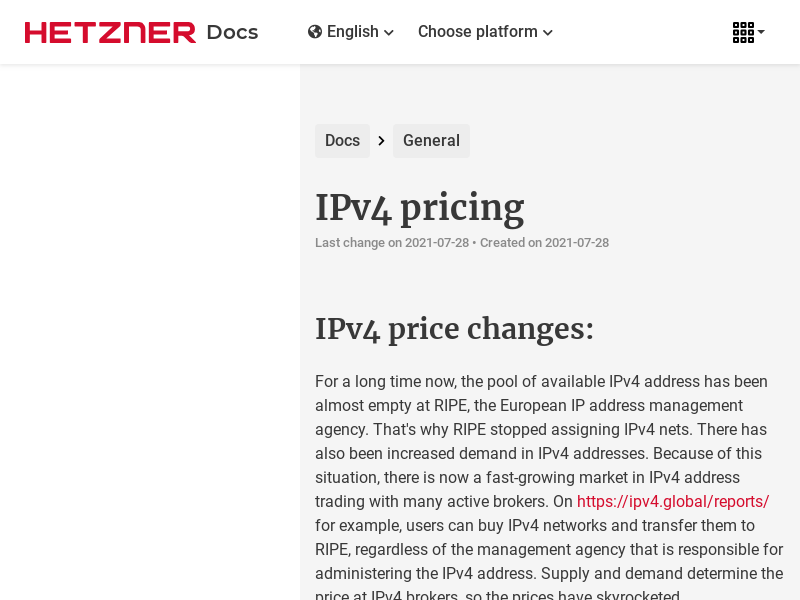 HETZNER Docs English Choose platform
Docs General
IPv4 pricing
Last change on 2021-07-28 • Created on 2021-07-28
IPv4 price changes:
For a long time now, the pool of available IPv4 address has been
almost empty at RIPE, the European IP address management
agency. That's why RIPE stopped assigning IPv4 nets. There has
also been increased demand in IPv4 addresses. Because of this
situation, there is now a fast-growing market in IPv4 address
trading with many active brokers. On https://ipv4.global/reports/
for example, users can buy IPv4 networks and transfer them to
RIPE, regardless of the management agency that is responsible for
administering the IPv4 address. Supply and demand determine the
price at IPv4 brokers, so the prices have skyrocketed.